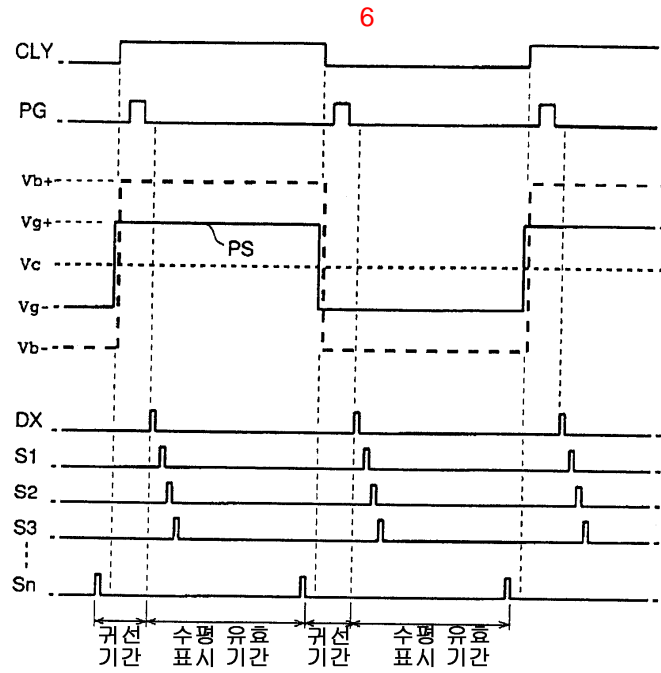 6
CLY
PG
Vb+
Vg+
PS
Vc
Vg-
Vb-
DX
S1
S2
S3
Sn
귀선 수평 유효 귀선 수평 유효
기간 표시 기간 기간 표시 기간